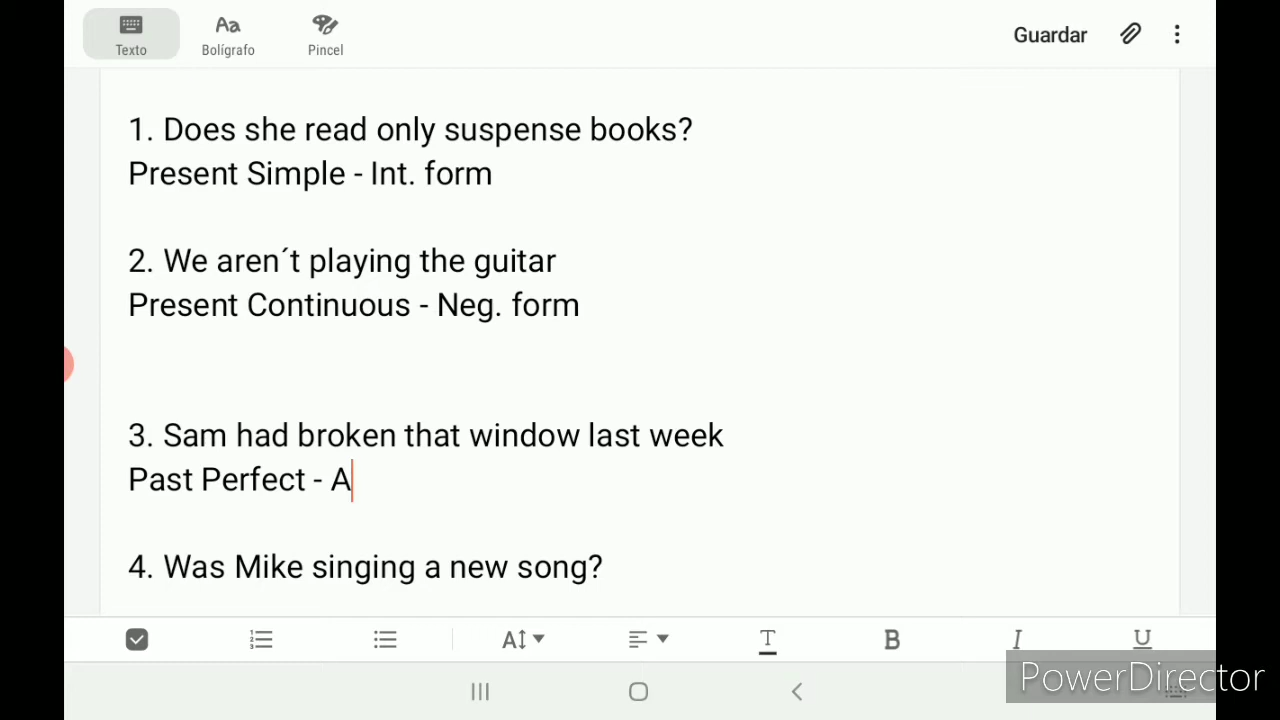 Texto
Aa
Bolígrafo
Pincel
Guardar
1. Does she read only suspense books?
Present Simple - Int. form
2. We aren´t playing the guitar
Present Continuous - Neg. form
3. Sam had broken that window last week
Past Perfect - A
4. Was Mike singing a new song?
A T B I U
PowerDirector